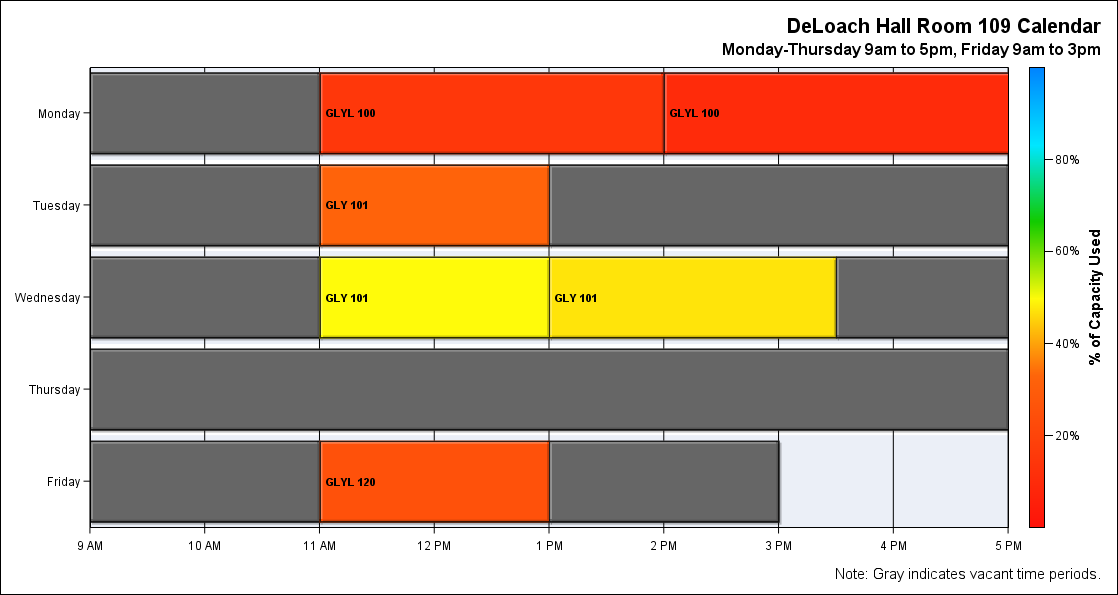 DeLoach Hall Room 109 Calendar
Monday-Thursday 9am to 5pm, Friday 9am to 3pm
Monday
GLYL 100
GLYL 100
Tuesday
GLY 101
Wednesday
GLY 101
GLY 101
Thursday
Friday
GLYL 120
9 AM
10 AM
11 AM
12 PM
1 PM
2 PM
3 PM
4 PM
5 PM
80%
60%
40%
20%
% of Capacity Used
Note: Gray indicates vacant time periods.